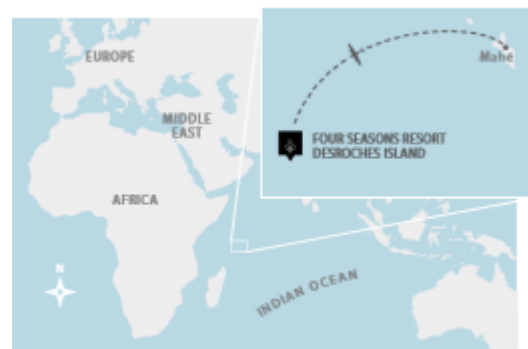 EUROPE
Mahé
MIDDLE
EAST
FOUR SEASONS RESORT
DESROCHES ISLAND
AFRICA
N
INDIAN OCEAN